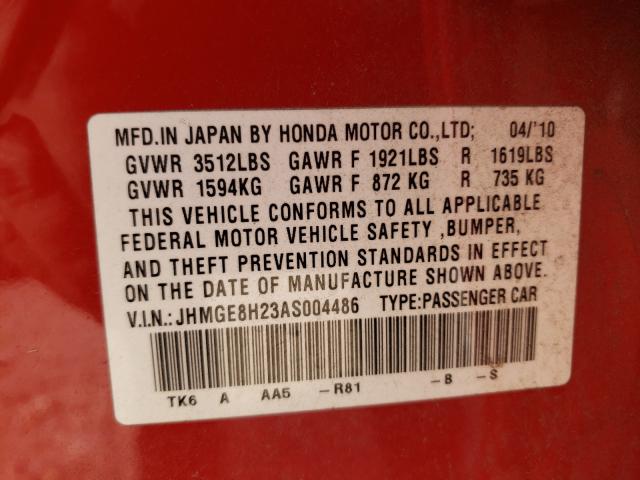 MFD.IN JAPAN BY HONDA MOTOR CO.,LTD; 04/'10
GVWR 3512LBS GAWR F 1921LBS R 1619LBS
GVWR 1594KG GAWR F 872 KG R 735 KG
THIS VEHICLE CONFORMS TO ALL APPLICABLE
FEDERAL MOTOR VEHICLE SAFETY ,BUMPER,
AND THEFT PREVENTION STANDARDS IN EFFECT
ON THE DATE OF MANUFACTURE SHOWN ABOVE.
V.I.N.:JHMGE8H23AS004486 TYPE:PASSENGER CAR
TK6 A AA5 -R81 -B -S